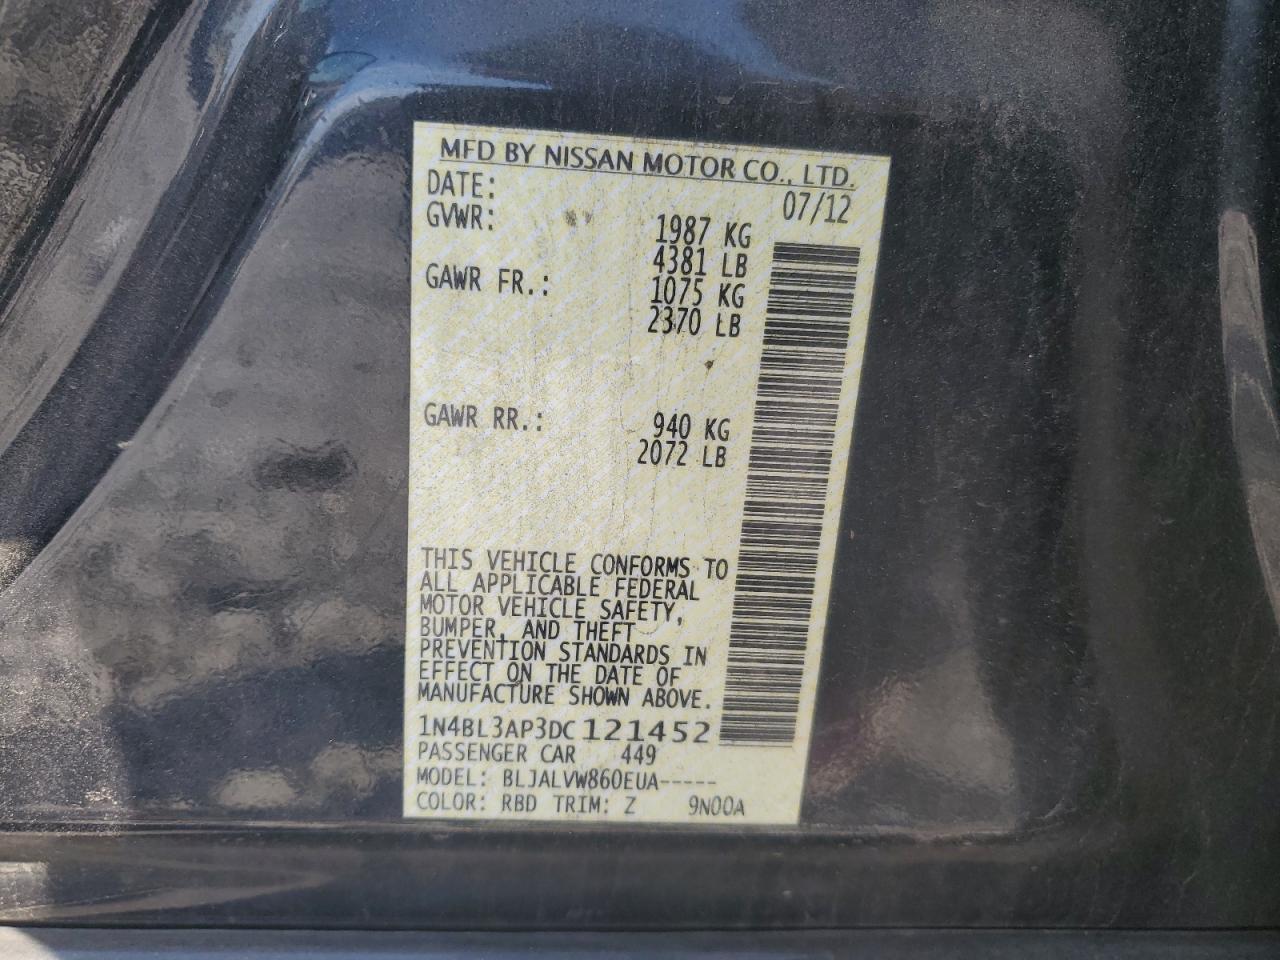 MFD BY NISSAN MOTOR CO., LTD.
DATE: 07/12
GVWR: 1987 KG
4381 LB
GAWR FR.: 1075 KG
2370 LB
GAWR RR.: 940 KG
2072 LB
THIS VEHICLE CONFORMS TO
ALL APPLICABLE FEDERAL
MOTOR VEHICLE SAFETY,
BUMPER, AND THEFT
PREVENTION STANDARDS IN
EFFECT ON THE DATE OF
MANUFACTURE SHOWN ABOVE.
1N4BL3AP3DC121452
PASSENGER CAR 449
MODEL: BLJALVW860EUA-----
COLOR: RBD TRIM: Z 9N00A